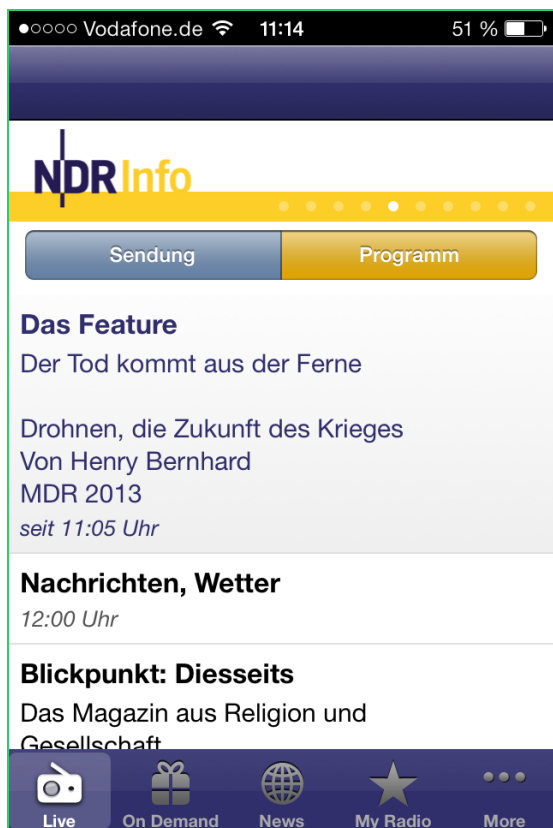 Vodafone.de 11:14 51 %
NDR Info
Sendung Programm
Das Feature
Der Tod kommt aus der Ferne
Drohnen, die Zukunft des Krieges
Von Henry Bernhard
MDR 2013
seit 11:05 Uhr
Nachrichten, Wetter
12:00 Uhr
Blickpunkt: Diesseits
Das Magazin aus Religion und
Gesellschaft
Live On Demand News My Radio More